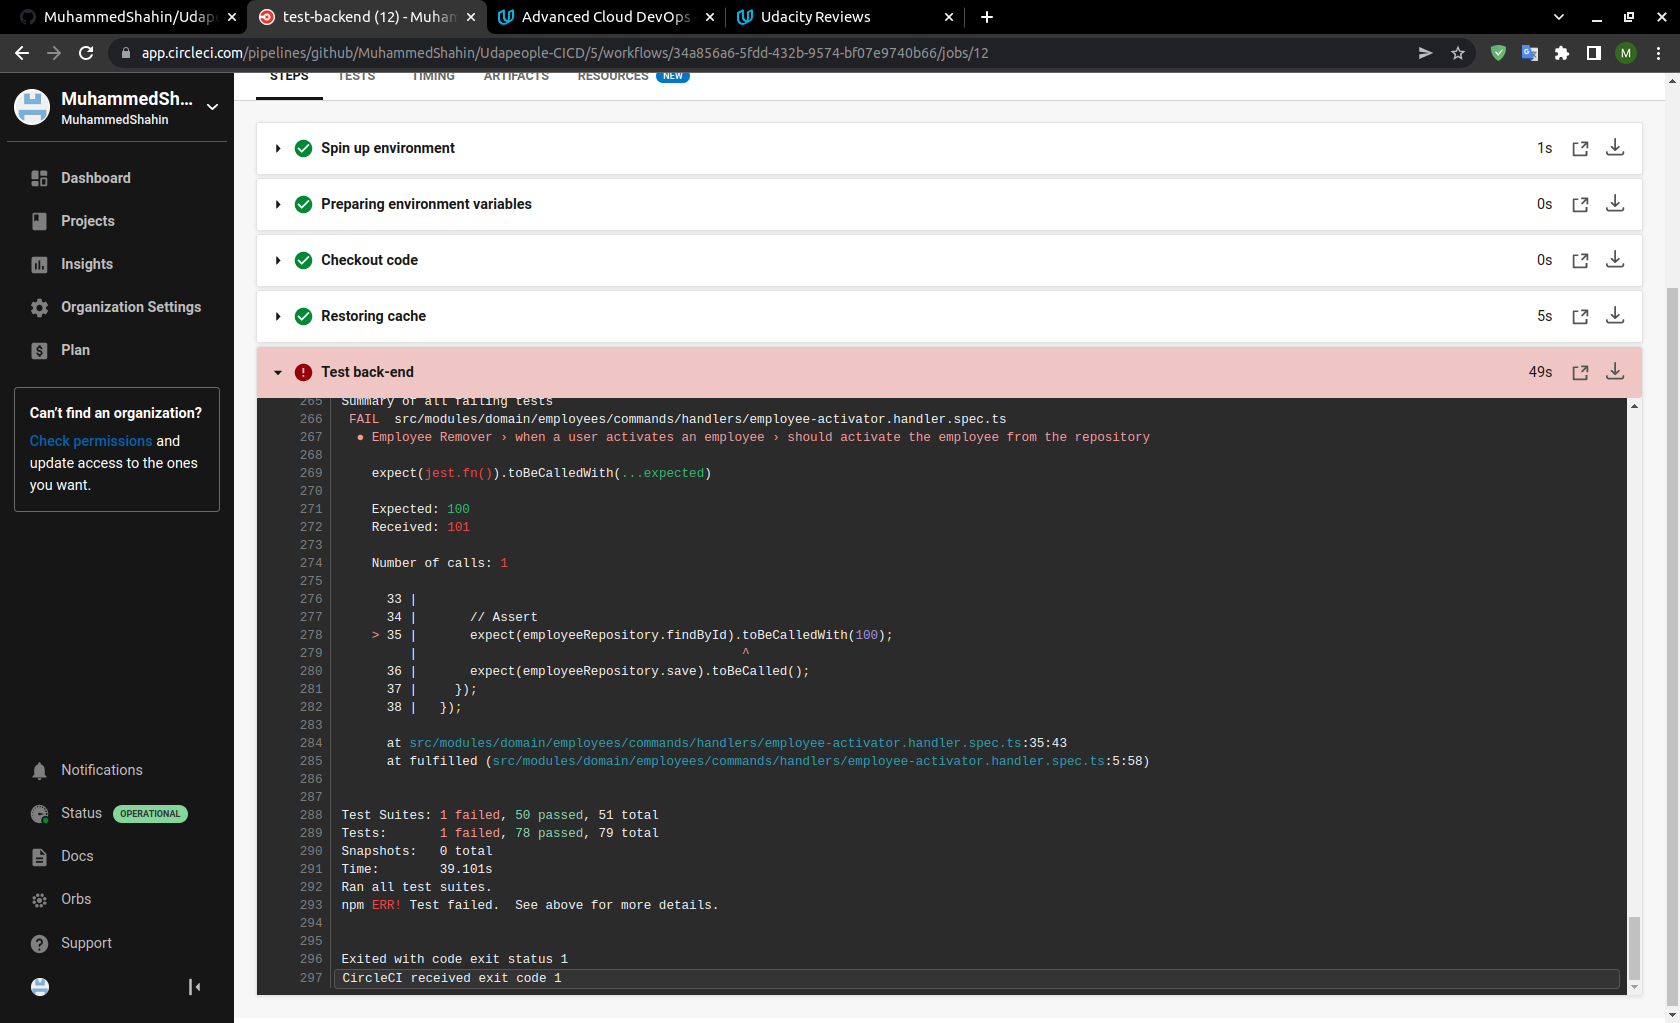 MuhammedShahin/Udap
test-backend (12) - Muham
Advanced Cloud DevOps
Udacity Reviews
app.circleci.com/pipelines/github/MuhammedShahin/Udapeople-CICD/5/workflows/34a856a6-5fdd-432b-9574-bf07e9740b66/jobs/12
M
MuhammedSh...
MuhammedShahin
Dashboard
Projects
Insights
Organization Settings
Plan
Can't find an organization?
Check permissions and
update access to the ones
you want.
Notifications
Status OPERATIONAL
Docs
Orbs
Support
STEPS TESTS TIMING ARTIFACTS RESOURCES NEW
Spin up environment 1s
Preparing environment variables 0s
Checkout code 0s
Restoring cache 5s
Test back-end 49s
265 Summary of all failing tests
266 FAIL src/modules/domain/employees/commands/handlers/employee-activator.handler.spec.ts
267 ● Employee Remover › when a user activates an employee › should activate the employee from the repository
268
269 expect(jest.fn()).toBeCalledWith(...expected)
270
271 Expected: 100
272 Received: 101
273
274 Number of calls: 1
275
276 33 |
277 34 | // Assert
278 > 35 | expect(employeeRepository.findById).toBeCalledWith(100);
279 | ^
280 36 | expect(employeeRepository.save).toBeCalled();
281 37 | });
282 38 | });
283
284 at src/modules/domain/employees/commands/handlers/employee-activator.handler.spec.ts:35:43
285 at fulfilled (src/modules/domain/employees/commands/handlers/employee-activator.handler.spec.ts:5:58)
286
287
288 Test Suites: 1 failed, 50 passed, 51 total
289 Tests: 1 failed, 78 passed, 79 total
290 Snapshots: 0 total
291 Time: 39.101s
292 Ran all test suites.
293 npm ERR! Test failed. See above for more details.
294
295
296 Exited with code exit status 1
297 CircleCI received exit code 1